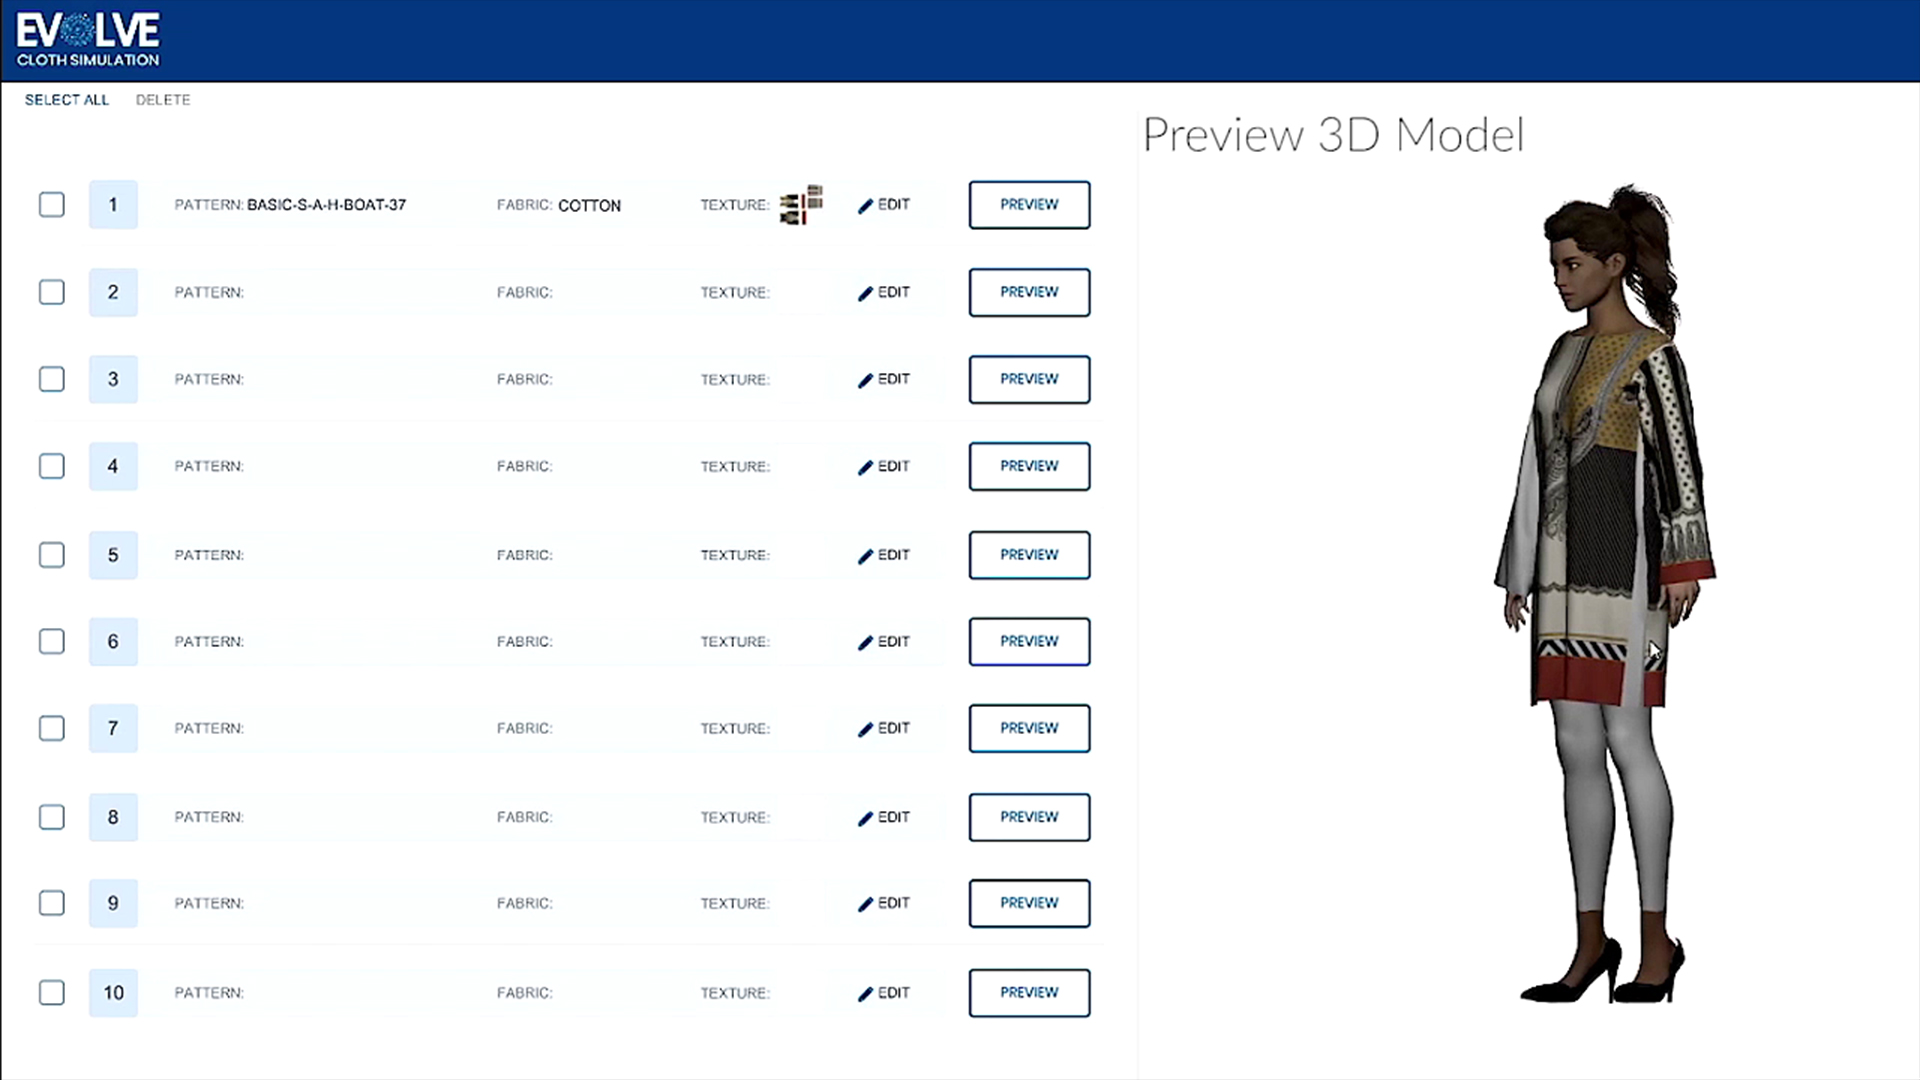 EVOLVE
CLOTH SIMULATION
SELECT ALL DELETE
Preview 3D Model
1 PATTERN: BASIC-S-A-H-BOAT-37 FABRIC: COTTON TEXTURE: EDIT PREVIEW
2 PATTERN: FABRIC: TEXTURE: EDIT PREVIEW
3 PATTERN: FABRIC: TEXTURE: EDIT PREVIEW
4 PATTERN: FABRIC: TEXTURE: EDIT PREVIEW
5 PATTERN: FABRIC: TEXTURE: EDIT PREVIEW
6 PATTERN: FABRIC: TEXTURE: EDIT PREVIEW
7 PATTERN: FABRIC: TEXTURE: EDIT PREVIEW
8 PATTERN: FABRIC: TEXTURE: EDIT PREVIEW
9 PATTERN: FABRIC: TEXTURE: EDIT PREVIEW
10 PATTERN: FABRIC: TEXTURE: EDIT PREVIEW